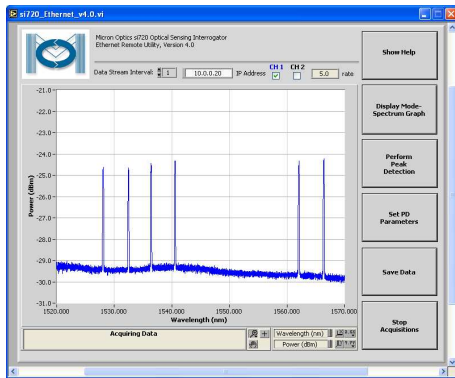 si720_Ethernet_v4.0.vi
Micron Optics si720 Optical Sensing Interrogator
Ethernet Remote Utility, Version 4.0
CH 1 CH 2
Data Stream Interval: 1 10.0.0.20 IP Address 5.0 rate
Show Help
Display Mode-
Spectrum Graph
Perform
Peak
Detection
Set PD
Parameters
Save Data
Stop
Acquisitions
Power (dBm)
-21.0
-22.0
-23.0
-24.0
-25.0
-26.0
-27.0
-28.0
-29.0
-30.0
-31.0
1520.000 1530.000 1540.000 1550.000 1560.000 1570.000
Wavelength (nm)
Acquiring Data
Wavelength (nm)
Power (dBm)